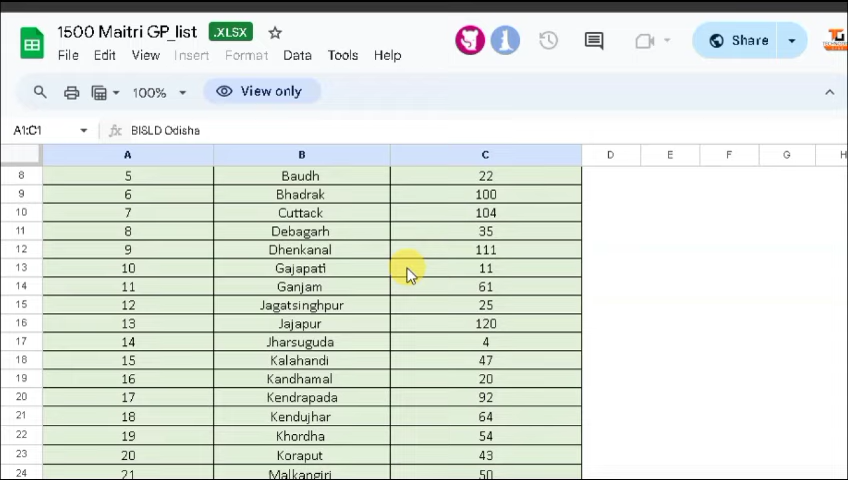 1500 Maitri GP_list .XLSX
File Edit View Insert Format Data Tools Help
Share
100% View only
A1:C1 fx BISLD Odisha
A B C D E F G H
8 5 Baudh 22
9 6 Bhadrak 100
10 7 Cuttack 104
11 8 Debagarh 35
12 9 Dhenkanal 111
13 10 Gajapati 11
14 11 Ganjam 61
15 12 Jagatsinghpur 25
16 13 Jajapur 120
17 14 Jharsuguda 4
18 15 Kalahandi 47
19 16 Kandhamal 20
20 17 Kendrapada 92
21 18 Kendujhar 64
22 19 Khordha 54
23 20 Koraput 43
24 21 Malkangiri 50